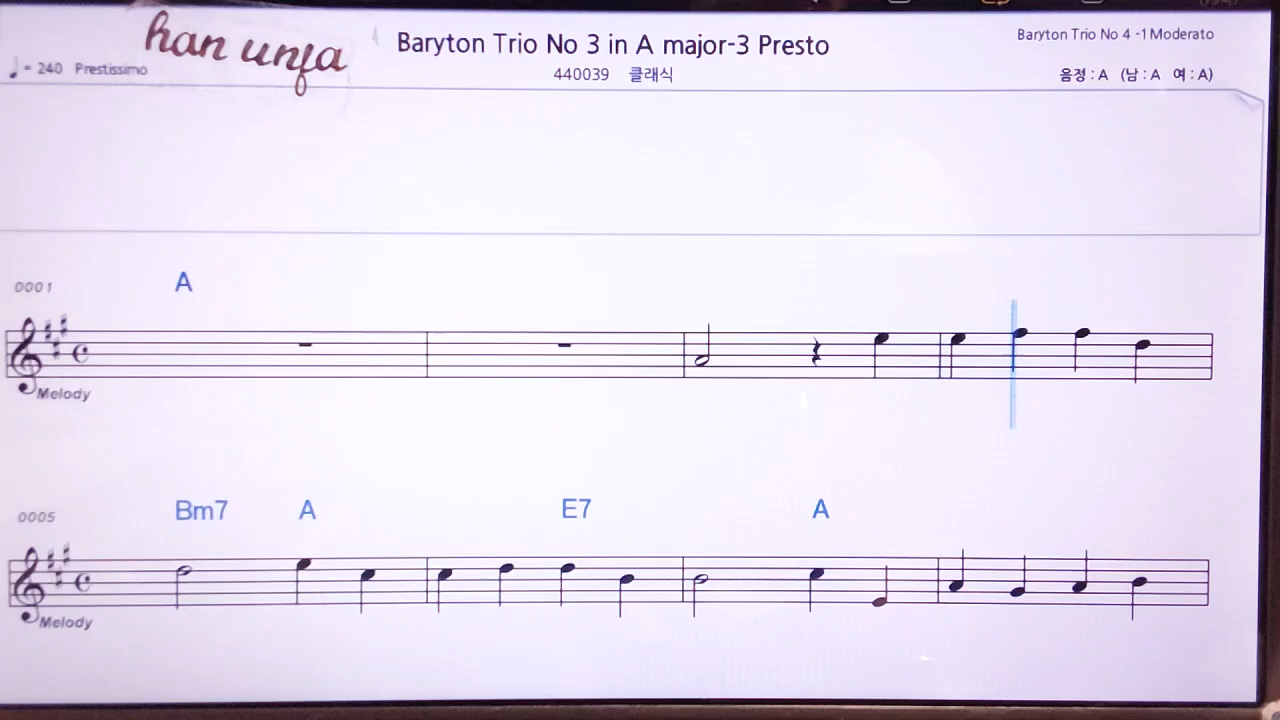 han unja
Baryton Trio No 3 in A major-3 Presto
Baryton Trio No 4 -1 Moderato
♩ = 240 Prestissimo
440039 클래식
음정 : A (남 : A 여 : A)
0001
A
Melody
0005
Bm7 A E7 A
Melody